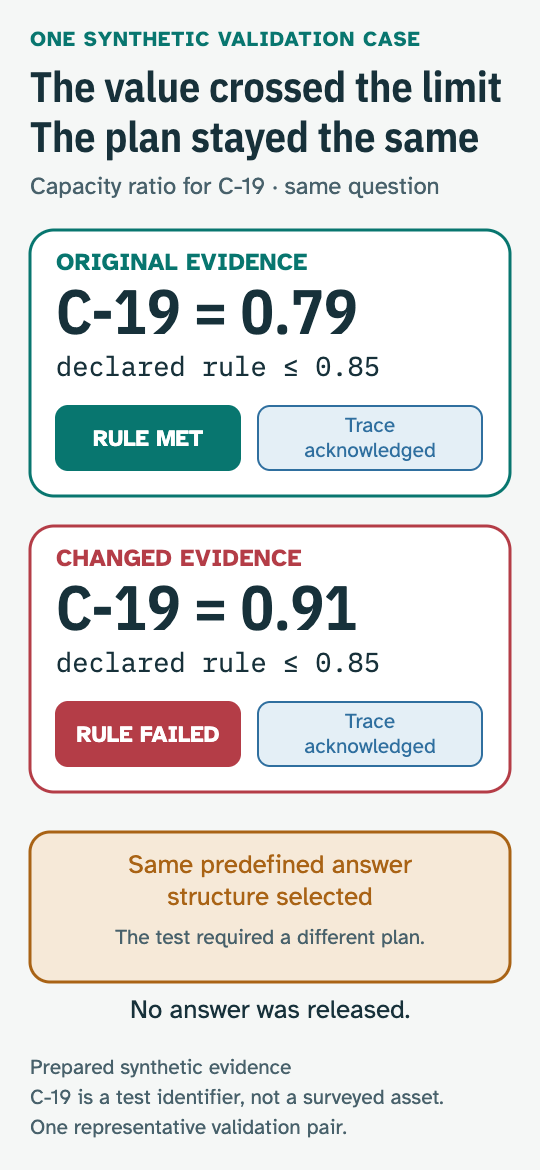 ONE SYNTHETIC VALIDATION CASE
The value crossed the limit
The plan stayed the same
Capacity ratio for C-19 · same question
ORIGINAL EVIDENCE
C-19 = 0.79
declared rule ≤ 0.85
RULE MET
Trace
acknowledged
CHANGED EVIDENCE
C-19 = 0.91
declared rule ≤ 0.85
RULE FAILED
Trace
acknowledged
Same predefined answer
structure selected
The test required a different plan.
No answer was released.
Prepared synthetic evidence
C-19 is a test identifier, not a surveyed asset.
One representative validation pair.